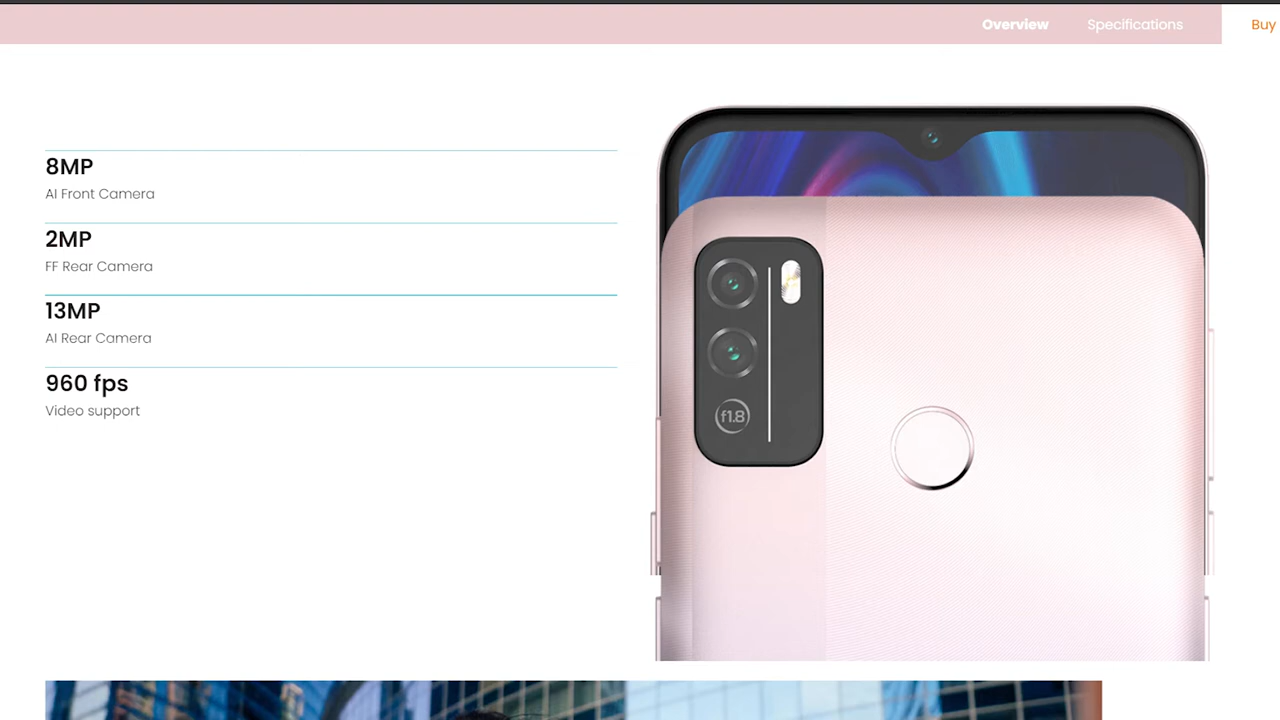 Overview Specifications Buy
8MP
AI Front Camera
2MP
FF Rear Camera
13MP
AI Rear Camera
960 fps
Video support
f1.8